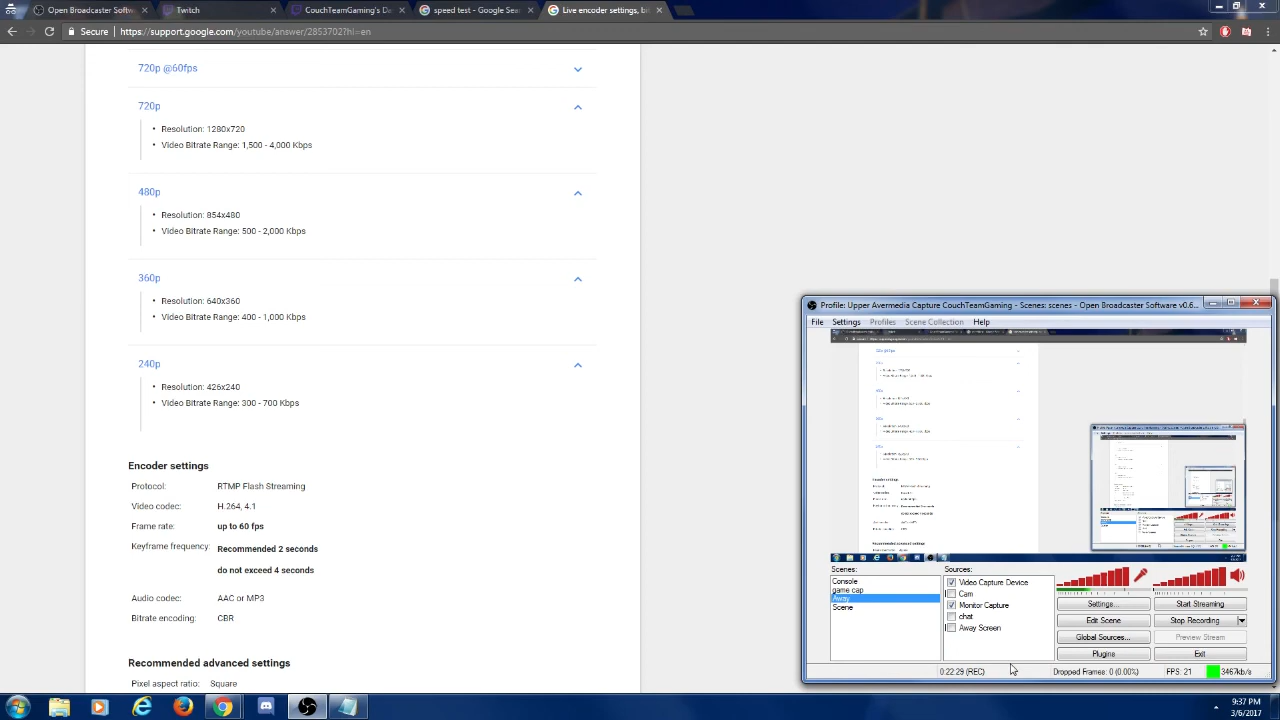 Open Broadcaster Softw
Twitch
CouchTeamGaming's Da
speed test - Google Sear
Live encoder settings, bi
Secure
https://support.google.com/youtube/answer/2853702?hl=en
720p @60fps
720p
• Resolution: 1280x720
• Video Bitrate Range: 1,500 - 4,000 Kbps
480p
• Resolution: 854x480
• Video Bitrate Range: 500 - 2,000 Kbps
360p
• Resolution: 640x360
• Video Bitrate Range: 400 - 1,000 Kbps
240p
• Resolution: 426x240
• Video Bitrate Range: 300 - 700 Kbps
Encoder settings
Protocol: RTMP Flash Streaming
Video codec: H.264, 4.1
Frame rate: up to 60 fps
Keyframe frequency: Recommended 2 seconds
do not exceed 4 seconds
Audio codec: AAC or MP3
Bitrate encoding: CBR
Recommended advanced settings
Pixel aspect ratio: Square
Profile: Upper Avermedia Capture CouchTeamGaming - Scenes: scenes - Open Broadcaster Software v0.6...
File Settings Profiles Scene Collection Help
Scenes:
Console
game cap
Away
Scene
Sources:
Video Capture Device
Cam
Monitor Capture
chat
Away Screen
Settings... Start Streaming
Edit Scene Stop Recording
Global Sources... Preview Stream
Plugins Exit
0:22:29 (REC) Dropped Frames: 0 (0.00%) FPS: 21 3467kb/s
9:37 PM
3/6/2017